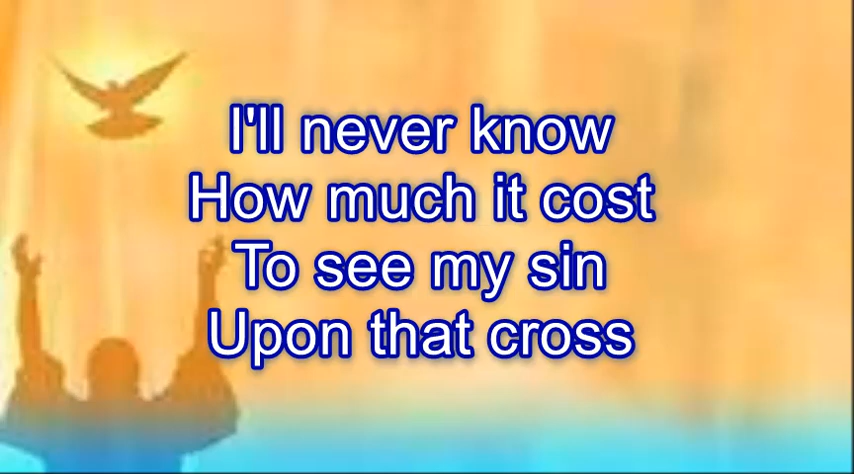 I'll never know
How much it cost
To see my sin
Upon that cross